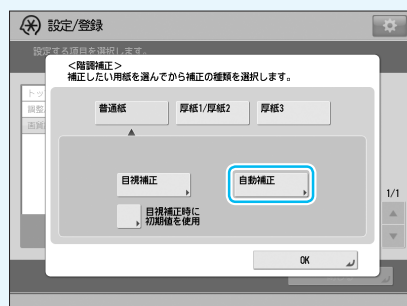 設定/登録
設定する項目を選択します。
<階調補正>
補正したい用紙を選んでから補正の種類を選択します。
普通紙
厚紙1/厚紙2
厚紙3
目視補正
自動補正
目視補正時に
初期値を使用
1/1
OK